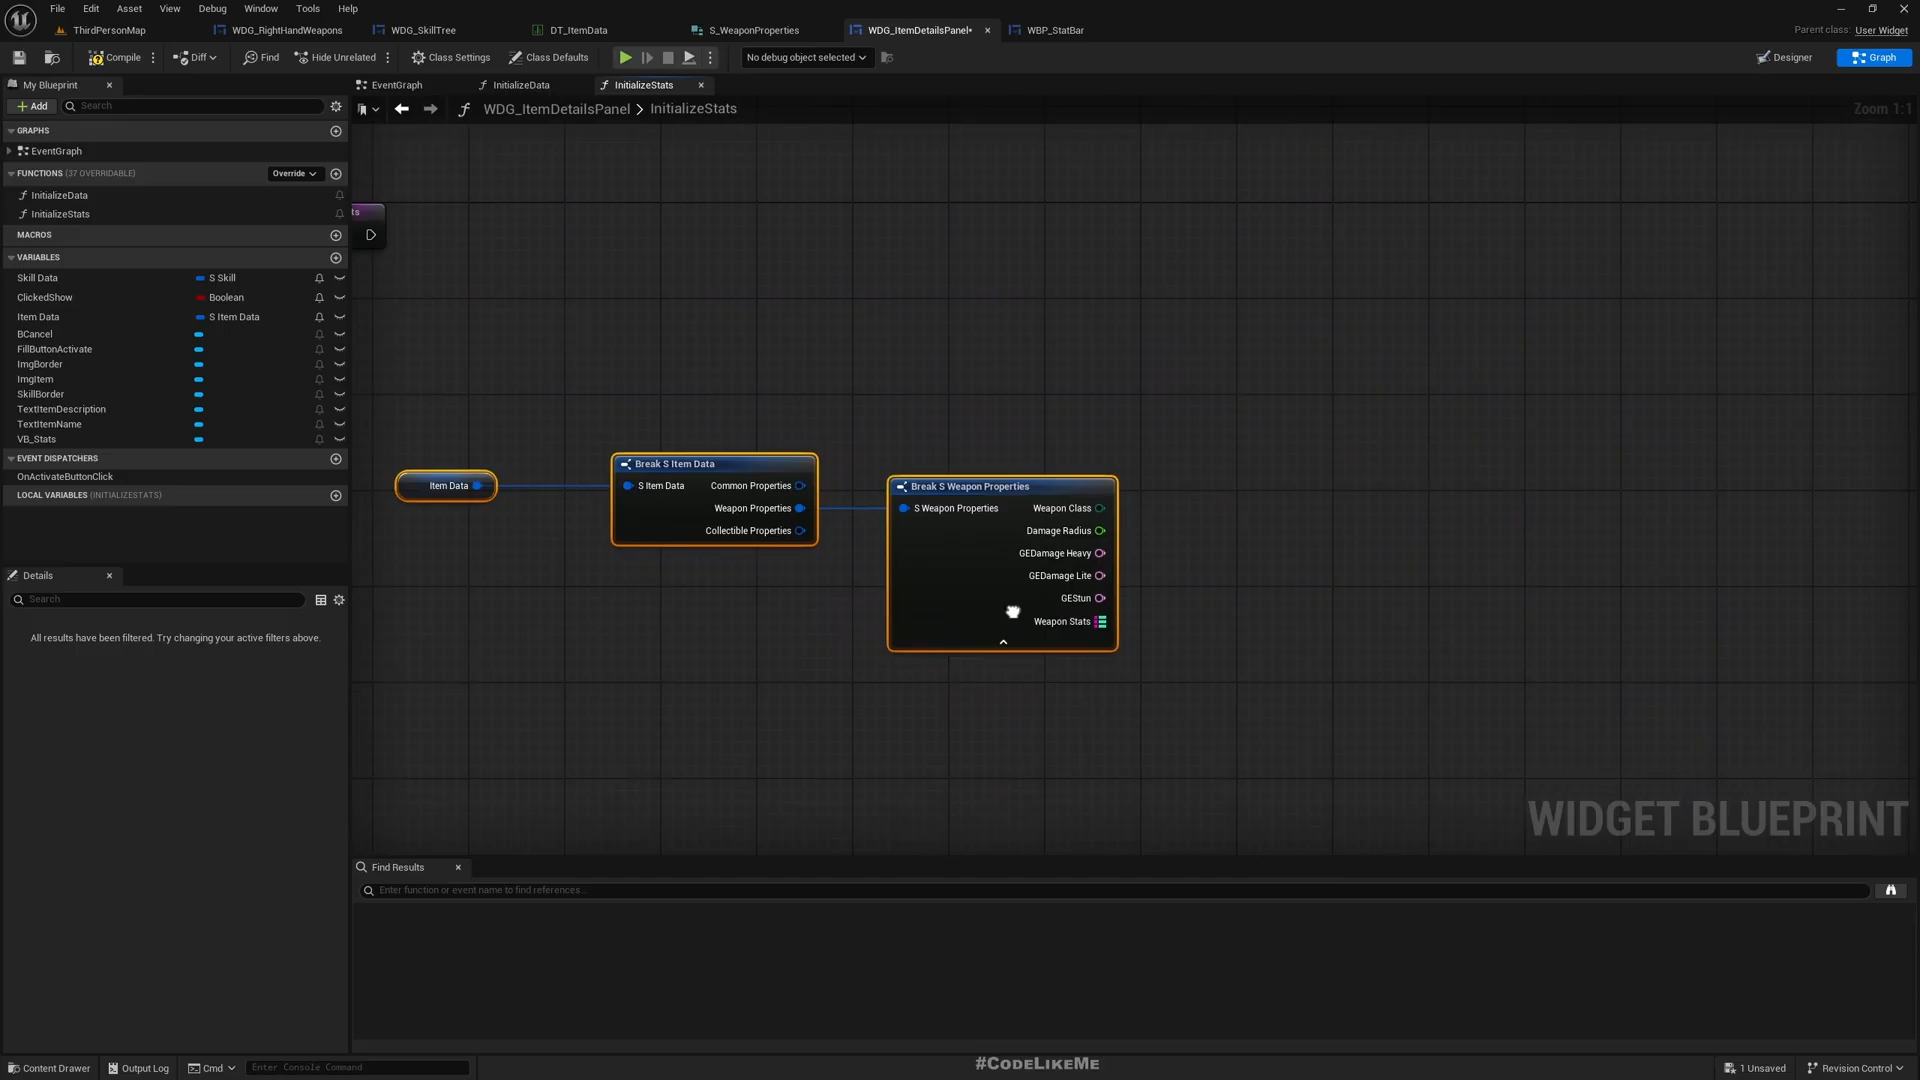 File Edit Asset View Debug Window Tools Help
ThirdPersonMap WDG_RightHandWeapons WDG_SkillTree DT_ItemData S_WeaponProperties WDG_ItemDetailsPanel• WBP_StatBar Parent class: User Widget
Compile Diff Find Hide Unrelated Class Settings Class Defaults No debug object selected Designer Graph
My Blueprint EventGraph InitializeData InitializeStats
Add Search WDG_ItemDetailsPanel > InitializeStats Zoom 1:1
GRAPHS
EventGraph
FUNCTIONS (37 OVERRIDABLE) Override
InitializeData
InitializeStats
MACROS
VARIABLES
Skill Data S Skill
ClickedShow Boolean
Item Data S Item Data
BCancel
FillButtonActivate
ImgBorder
ImgItem
SkillBorder
TextItemDescription
TextItemName
VB_Stats
EVENT DISPATCHERS
OnActivateButtonClick
LOCAL VARIABLES (INITIALIZESTATS)
Details
Search
All results have been filtered. Try changing your active filters above.
ts
Item Data
Break S Item Data
S Item Data Common Properties
Weapon Properties
Collectible Properties
Break S Weapon Properties
S Weapon Properties Weapon Class
Damage Radius
GEDamage Heavy
GEDamage Lite
GEStun
Weapon Stats
WIDGET BLUEPRINT
Find Results
Enter function or event name to find references...
Content Drawer Output Log Cmd Enter Console Command #CodeLikeMe 1 Unsaved Revision Control